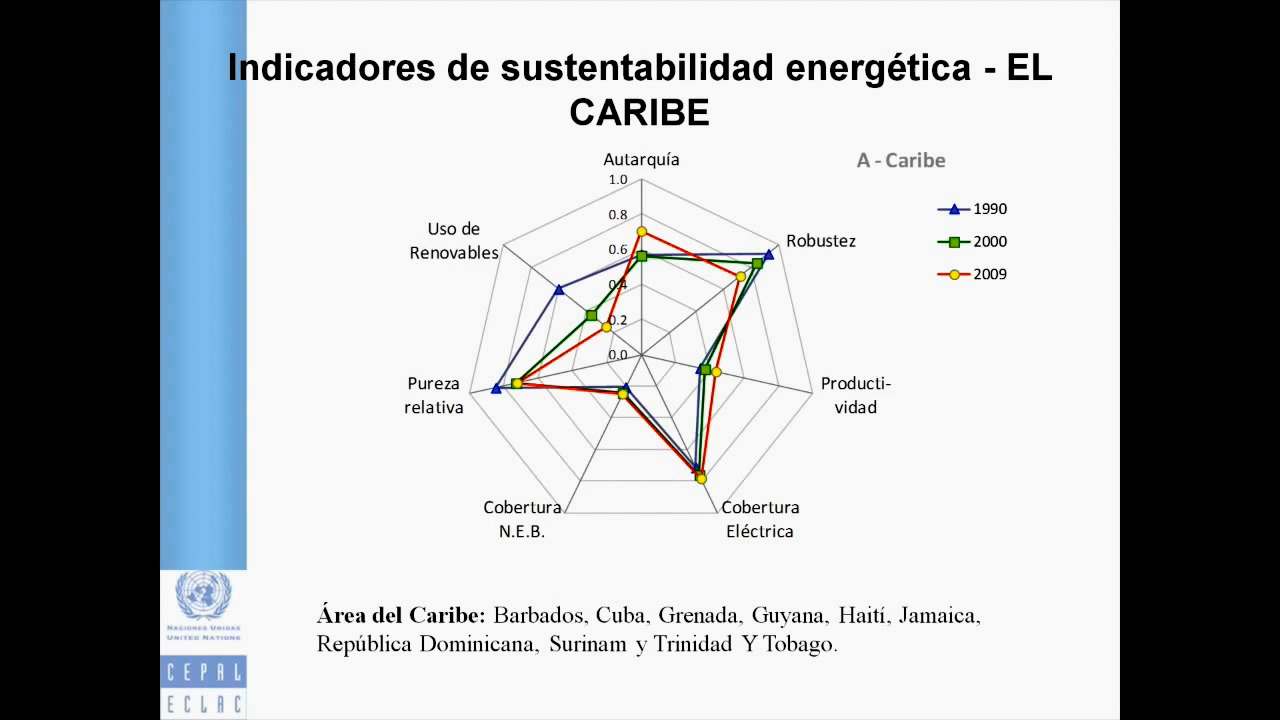 Indicadores de sustentabilidad energética - EL
CARIBE
A - Caribe
Autarquía
1.0
0.8
0.6
0.4
0.2
0.0
Uso de
Renovables
Robustez
1990
2000
2009
Pureza
relativa
Producti-
vidad
Cobertura
N.E.B.
Cobertura
Eléctrica
Área del Caribe: Barbados, Cuba, Grenada, Guyana, Haití, Jamaica,
República Dominicana, Surinam y Trinidad Y Tobago.
NACIONES UNIDAS
UNITED NATIONS
CEPAL
ECLAC